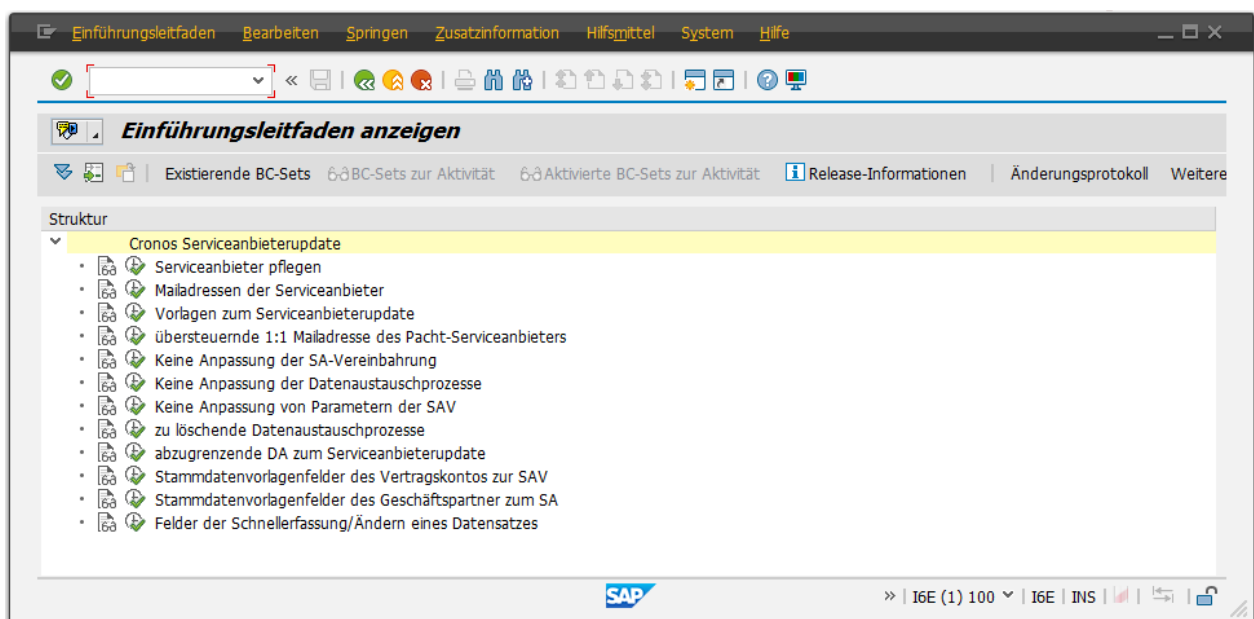 Einführungsleitfaden Bearbeiten Springen Zusatzinformation Hilfsmittel System Hilfe
Einführungsleitfaden anzeigen
Existierende BC-Sets BC-Sets zur Aktivität Aktivierte BC-Sets zur Aktivität Release-Informationen Änderungsprotokoll Weitere
Struktur
Cronos Serviceanbieterupdate
Serviceanbieter pflegen
Mailadressen der Serviceanbieter
Vorlagen zum Serviceanbieterupdate
übersteuernde 1:1 Mailadresse des Pacht-Serviceanbieters
Keine Anpassung der SA-Vereinbahrung
Keine Anpassung der Datenaustauschprozesse
Keine Anpassung von Parametern der SAV
zu löschende Datenaustauschprozesse
abzugrenzende DA zum Serviceanbieterupdate
Stammdatenvorlagenfelder des Vertragskontos zur SAV
Stammdatenvorlagenfelder des Geschäftspartner zum SA
Felder der Schnellerfassung/Ändern eines Datensatzes
SAP » | I6E (1) 100 | I6E | INS